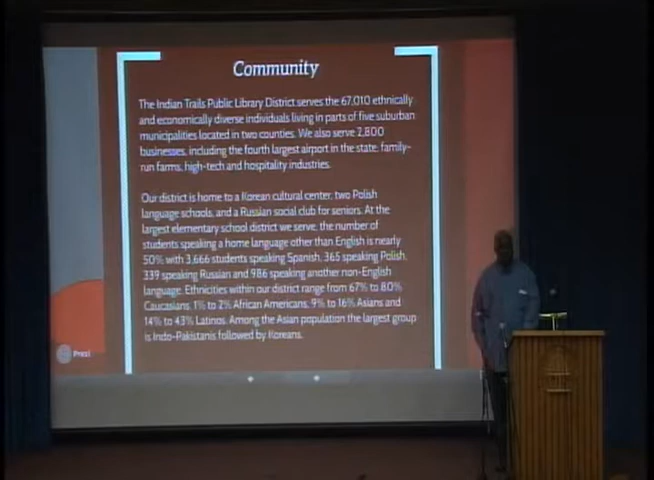 Community
The Indian Trails Public Library District serves the 67,010 ethnically
and economically diverse individuals living in parts of five suburban
municipalities located in two counties. We also serve 2,800
businesses, including the fourth largest airport in the state, family-
run farms, high-tech and hospitality industries.
Our district is home to a Korean cultural center, two Polish
language schools, and a Russian social club for seniors. At the
largest elementary school district we serve, the number of
students speaking a home language other than English is nearly
50% with 3,666 students speaking Spanish, 365 speaking Polish,
339 speaking Russian and 986 speaking another non-English
language. Ethnicities within our district range from 67% to 80%
Caucasians, 1% to 2% African Americans, 9% to 16% Asians and
14% to 43% Latinos. Among the Asian population the largest group
is Indo-Pakistanis followed by Koreans.
Prezi